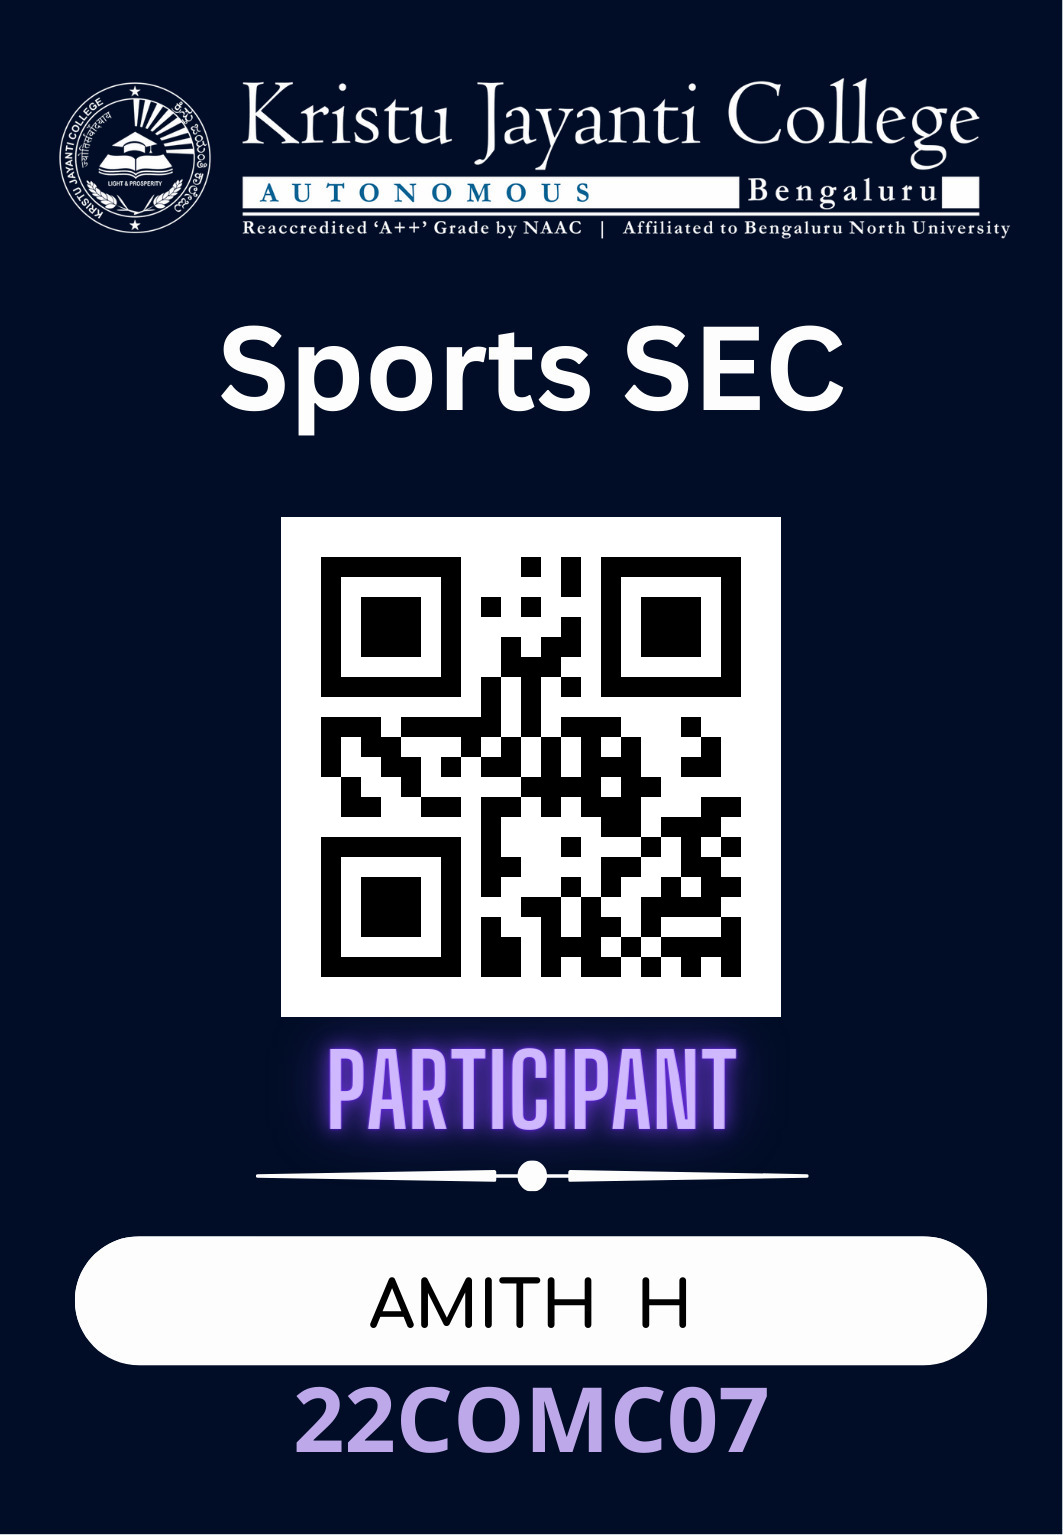 Kristu Jayanti College
AUTONOMOUS Bengaluru
Reaccredited ‘A++’ Grade by NAAC | Affiliated to Bengaluru North University
KRISTU JAYANTI COLLEGE
ಕ್ರಿಸ್ತು ಜಯಂತಿ ಕಾಲೇಜು
LIGHT & PROSPERITY
Sports SEC
PARTICIPANT
AMITH H
22COMC07